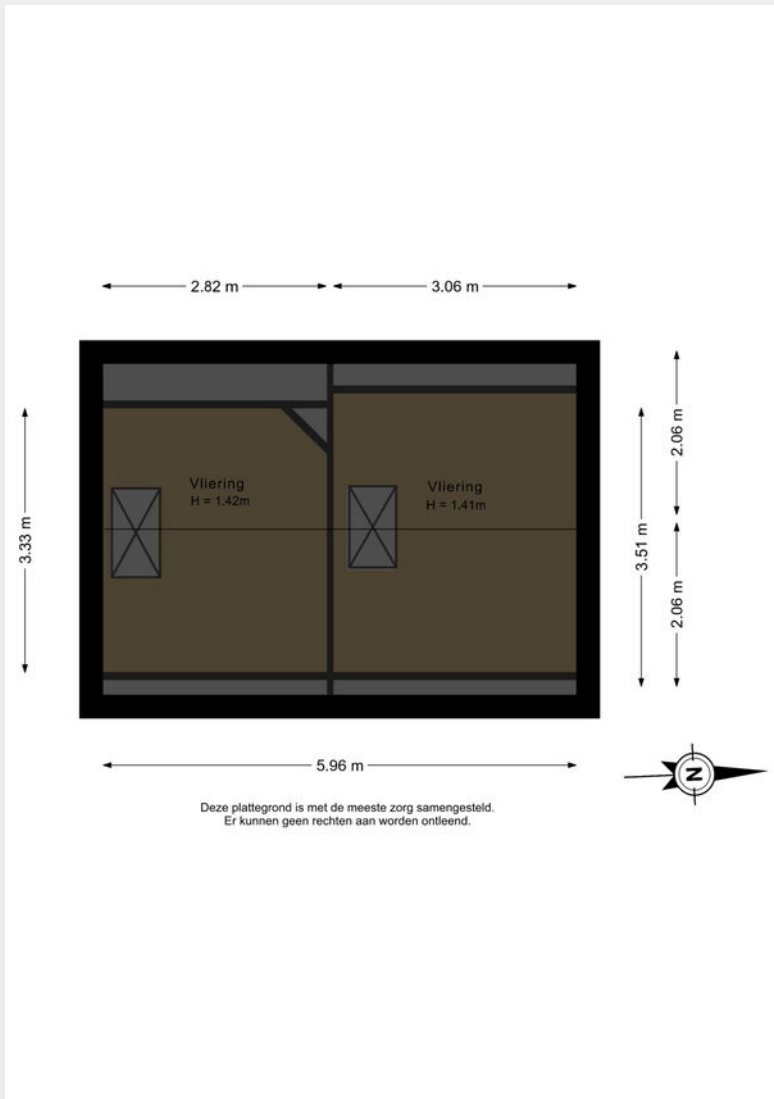 2.82 m
3.06 m
2.06 m
Vliering
H = 1.42m
Vliering
H = 1.41m
3.33 m
3.51 m
2.06 m
5.96 m
N
Deze plattegrond is met de meeste zorg samengesteld.
Er kunnen geen rechten aan worden ontleend.